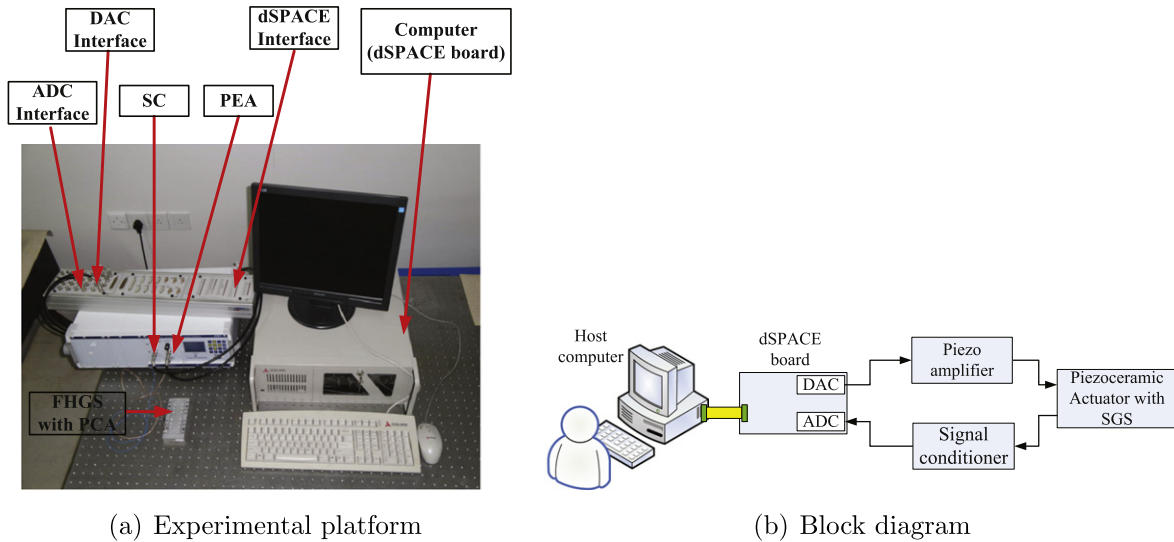 DAC
Interface
dSPACE
Interface
Computer
(dSPACE board)
ADC
Interface
SC
PEA
FHGS
with PCA
(a) Experimental platform
Host
computer
dSPACE
board
DAC
ADC
Piezo
amplifier
Piezoceramic
Actuator with
SGS
Signal
conditioner
(b) Block diagram